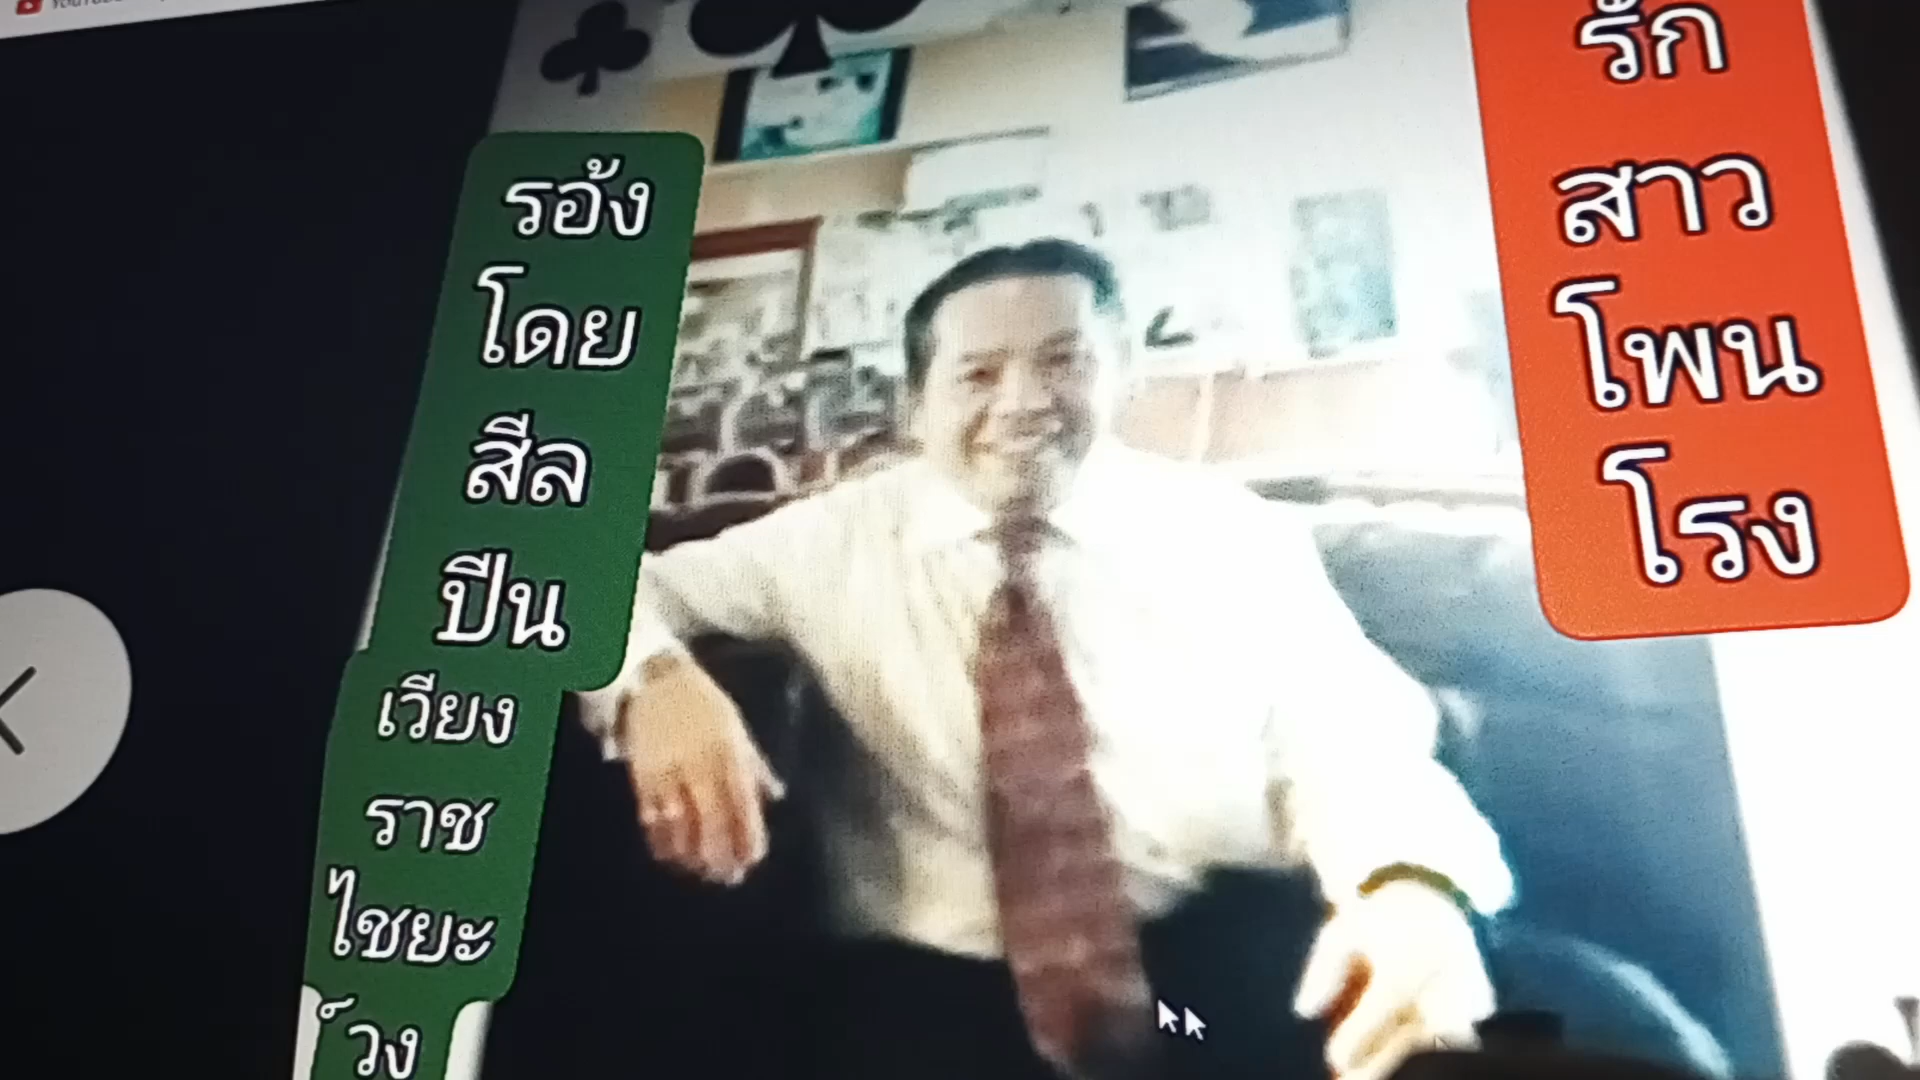 รอ้ง
โดย
สีล
ปีน
เวียง
ราช
ไชยะ
์วง
รัก
สาว
โพน
โรง